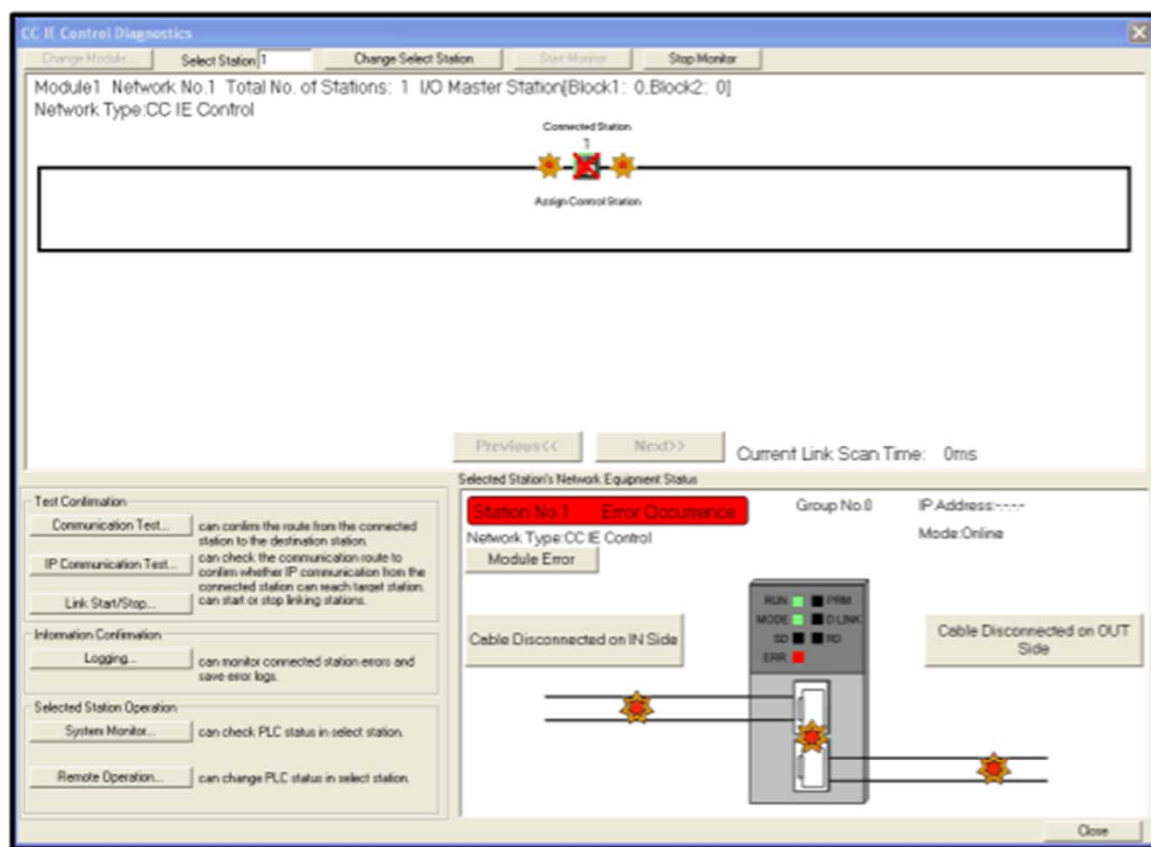 CC IE Control Diagnostics
Change Module... Select Station 1 Change Select Station Start Monitor Stop Monitor
Module1 Network No.1 Total No. of Stations: 1 I/O Master Station[Block1: 0,Block2: 0]
Network Type:CC IE Control
Connected Station
1
Assign Control Station
Previous<< Next>> Current Link Scan Time: 0ms
Test Confirmation
Communication Test... can confirm the route from the connected
station to the destination station.
IP Communication Test... can check the communication route to
confirm whether IP communication from the
connected station can reach target station.
Link Start/Stop... can start or stop linking stations.
Information Confirmation
Logging... can monitor connected station errors and
save error logs.
Selected Station Operation
System Monitor... can check PLC status in select station.
Remote Operation... can change PLC status in select station.
Selected Station's Network Equipment Status
Station No.1 Error Occurrence Group No.0 IP Address:----
Network Type:CC IE Control Mode:Online
Module Error
RUN PRM
MODE D LINK
SD RD
ERR.
Cable Disconnected on IN Side
Cable Disconnected on OUT
Side
Close